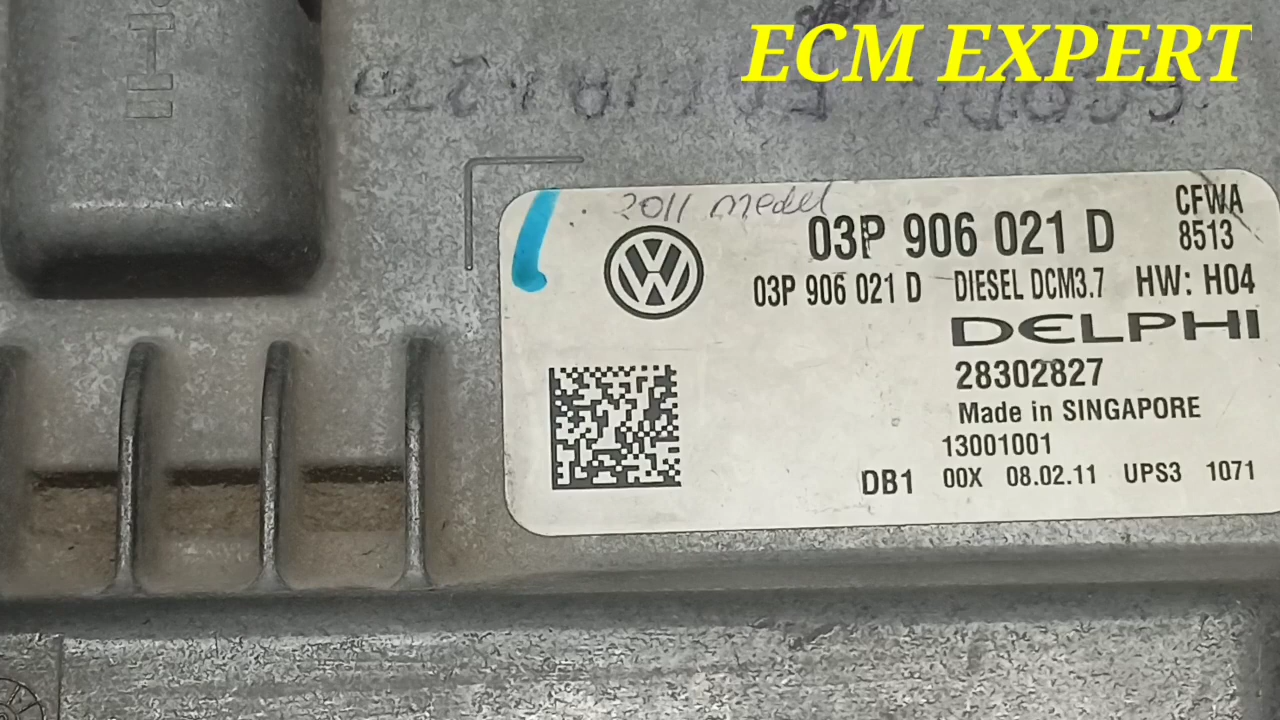 ECM EXPERT
2011 medel
03P 906 021 D
CFWA
8513
03P 906 021 D DIESEL DCM3.7 HW: H04
DELPHI
28302827
Made in SINGAPORE
13001001
DB1 00X 08.02.11 UPS3 1071